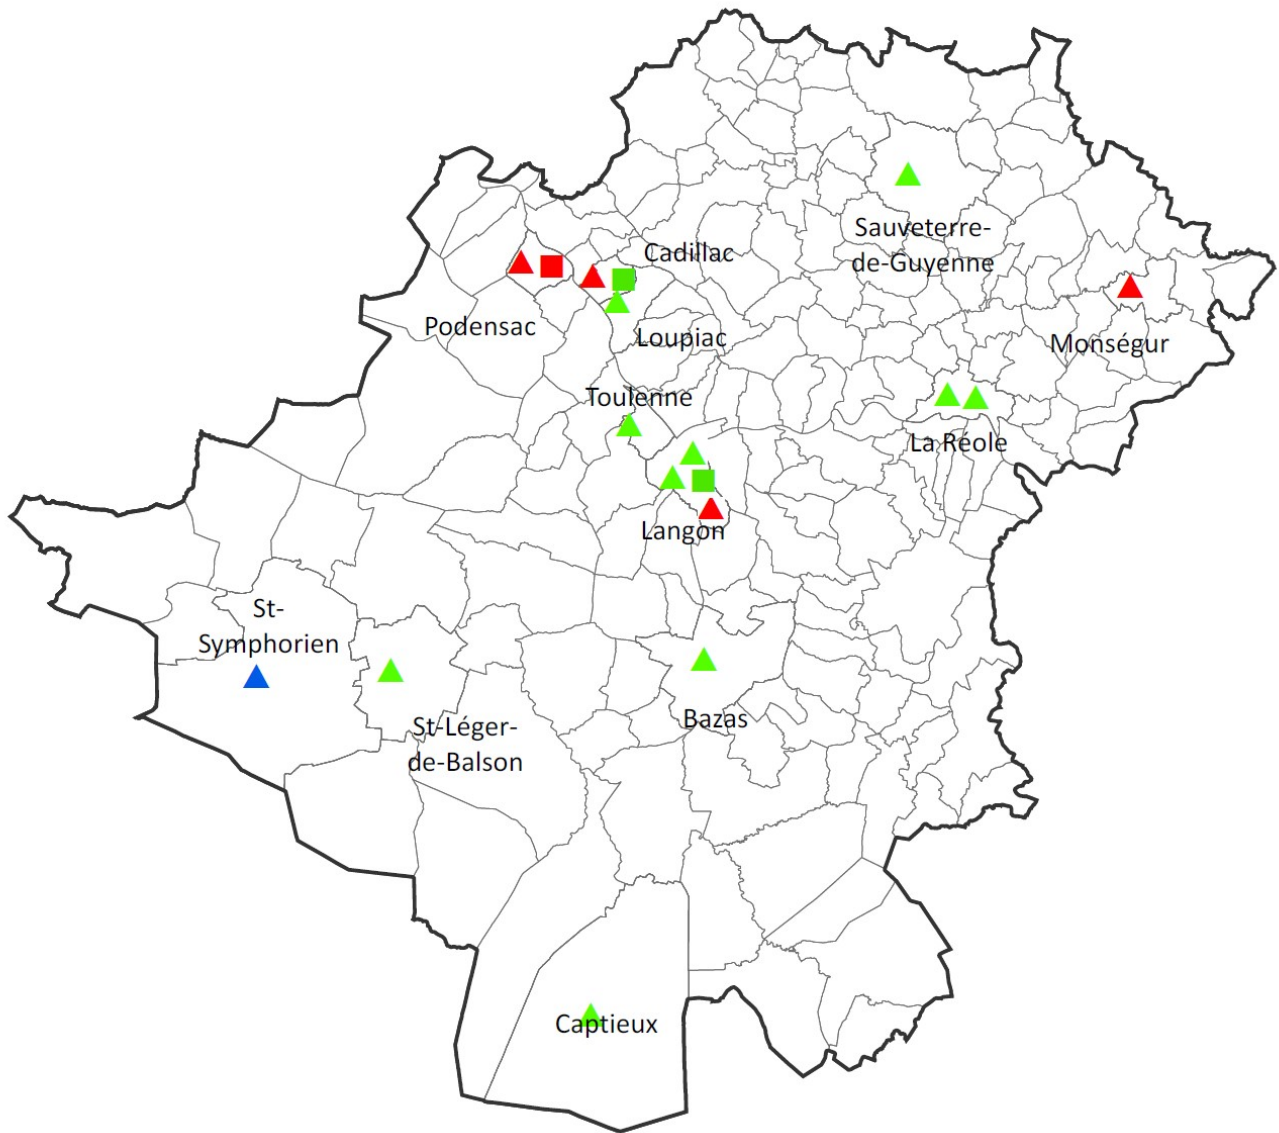 Sauveterre-
de-Guyenne
Cadillac
Podensac
Loupiac
Monségur
Toulenne
La Réole
Langon
St-
Symphorien
St-Léger-
de-Balson
Bazas
Captieux